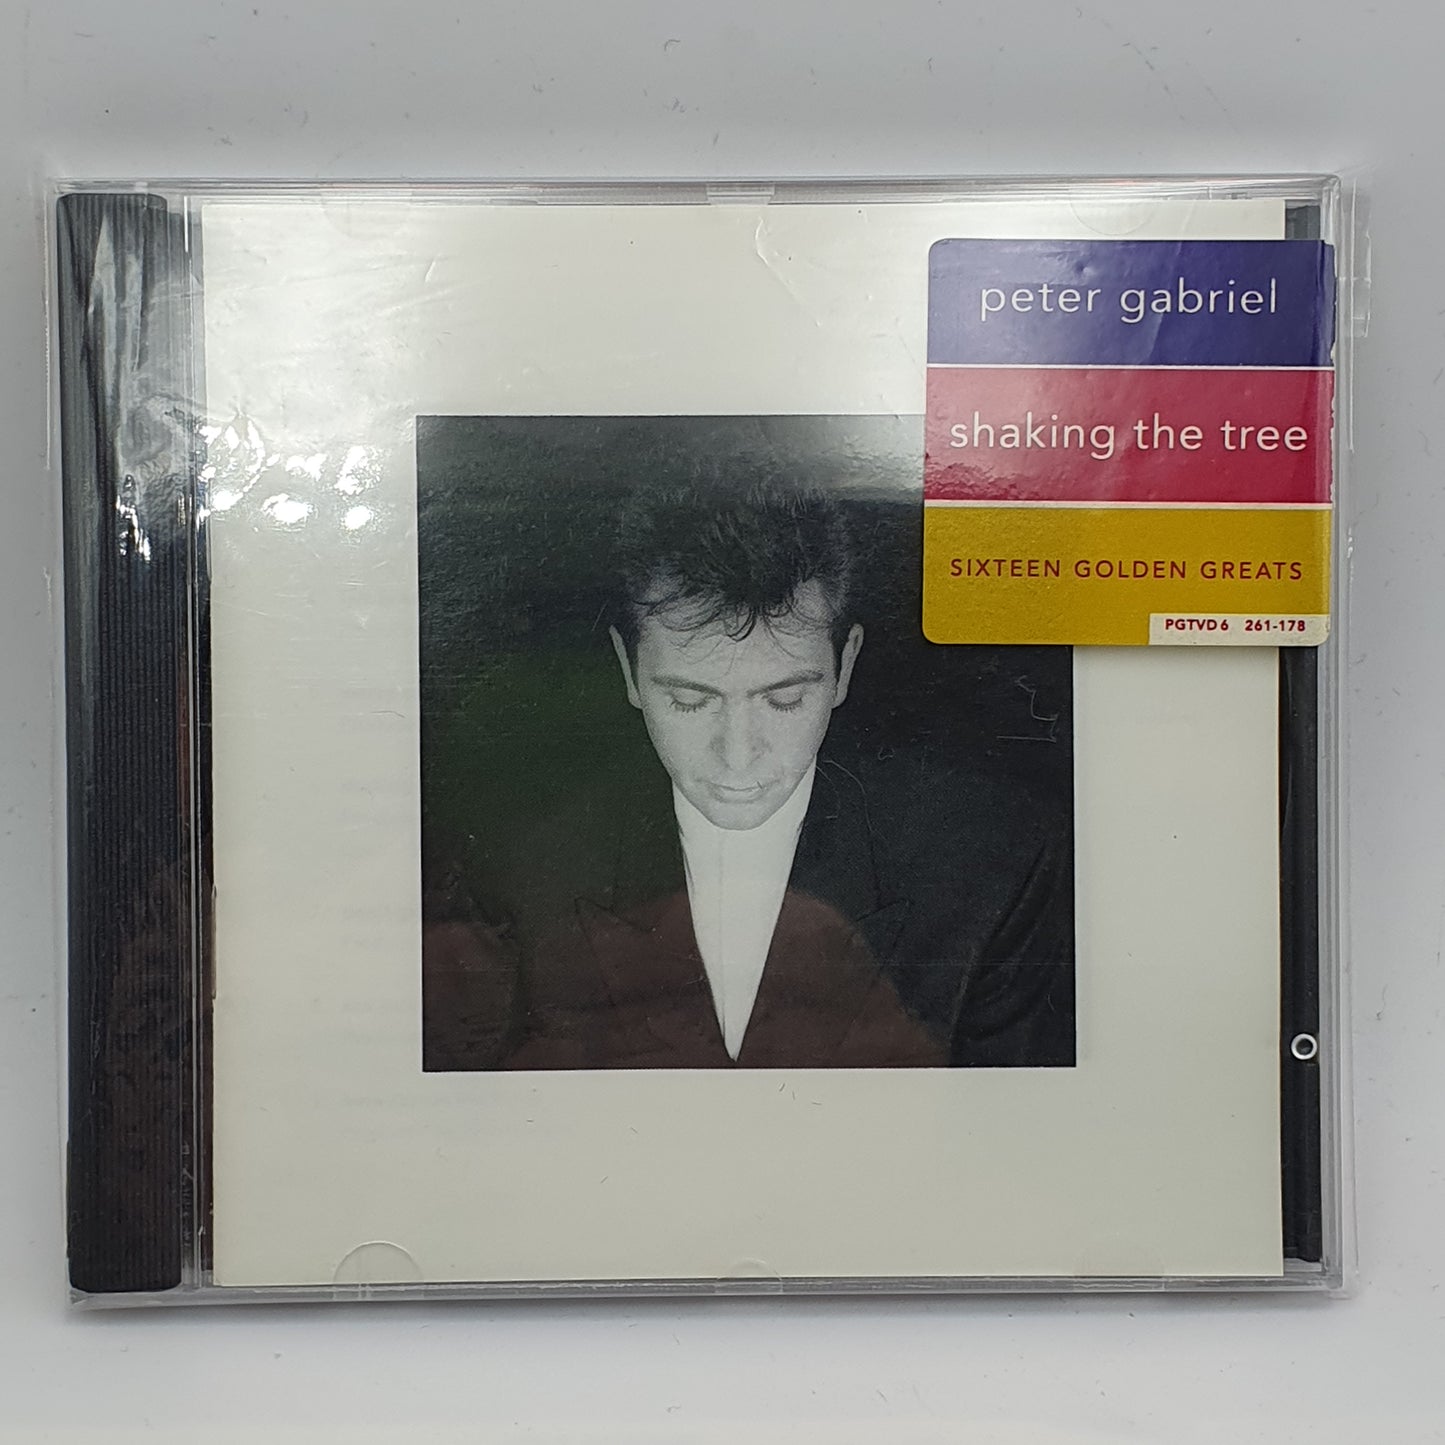 peter gabriel
shaking the tree
SIXTEEN GOLDEN GREATS
PGTVD 6 261-178